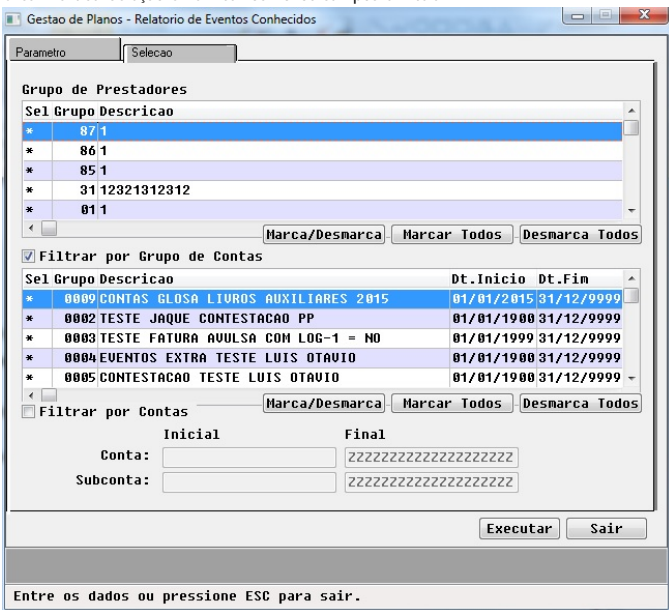 Gestao de Planos - Relatorio de Eventos Conhecidos
Parametro Selecao
Grupo de Prestadores
Sel Grupo Descricao
* 87 1
* 86 1
* 85 1
* 31 12321312312
* 01 1
Marca/Desmarca Marcar Todos Desmarca Todos
Filtrar por Grupo de Contas
Sel Grupo Descricao Dt.Inicio Dt.Fim
* 0009 CONTAS GLOSA LIVROS AUXILIARES 2015 01/01/2015 31/12/9999
* 0002 TESTE JAQUE CONTESTACAO PP 01/01/1900 31/12/9999
* 0003 TESTE FATURA AVULSA COM LOG-1 = NO 01/01/1999 31/12/9999
* 0004 EVENTOS EXTRA TESTE LUIS OTAVIO 01/01/1900 31/12/9999
* 0005 CONTESTACAO TESTE LUIS OTAVIO 01/01/1900 31/12/9999
Marca/Desmarca Marcar Todos Desmarca Todos
Filtrar por Contas
Inicial Final
Conta: ZZZZZZZZZZZZZZZZZZZZ
Subconta: ZZZZZZZZZZZZZZZZZZZZ
Executar Sair
Entre os dados ou pressione ESC para sair.